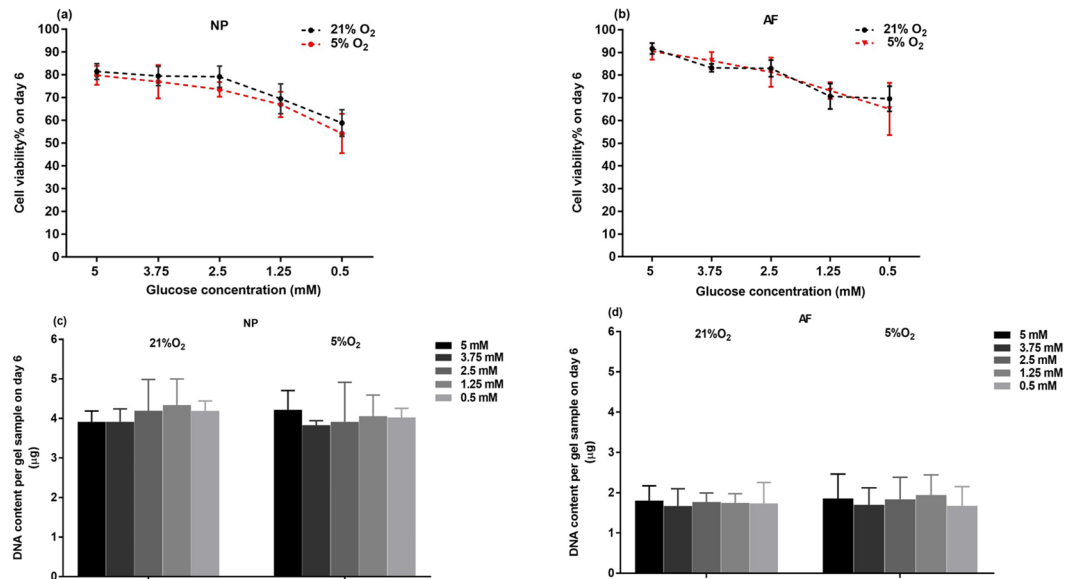 (a)
NP
21% O2
5% O2
Cell viability% on day 6
100
90
80
70
60
50
40
30
20
10
0
5 3.75 2.5 1.25 0.5
Glucose concentration (mM)
(b)
AF
21% O2
5% O2
Cell viability% on day 6
100
90
80
70
60
50
40
30
20
10
0
5 3.75 2.5 1.25 0.5
Glucose concentration (mM)
(c)
NP
21%O2
5%O2
5 mM
3.75 mM
2.5 mM
1.25 mM
0.5 mM
DNA content per gel sample on day 6
(µg)
6
5
4
3
2
1
0
(d)
AF
21%O2
5%O2
5 mM
3.75 mM
2.5 mM
1.25 mM
0.5 mM
DNA content per gel sample on day 6
(µg)
6
5
4
3
2
1
0